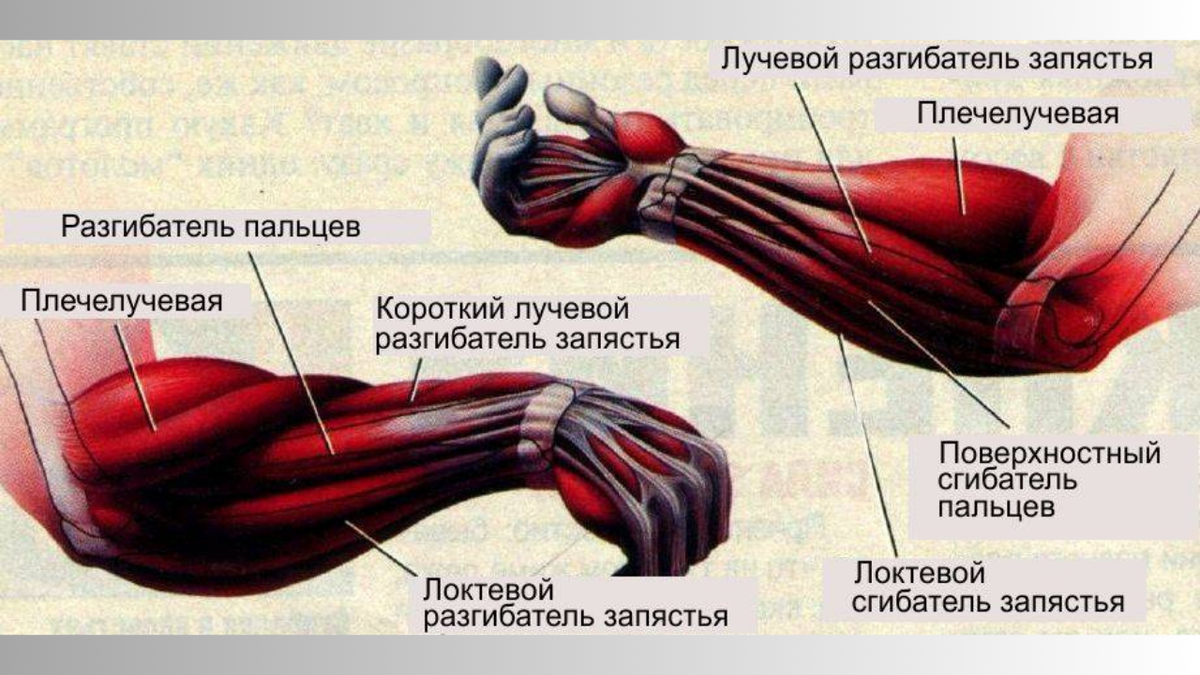 Лучевой разгибатель запястья
Плечелучевая
Разгибатель пальцев
Плечелучевая
Короткий лучевой
разгибатель запястья
Поверхностный
сгибатель
пальцев
Локтевой
сгибатель запястья
Локтевой
разгибатель запястья